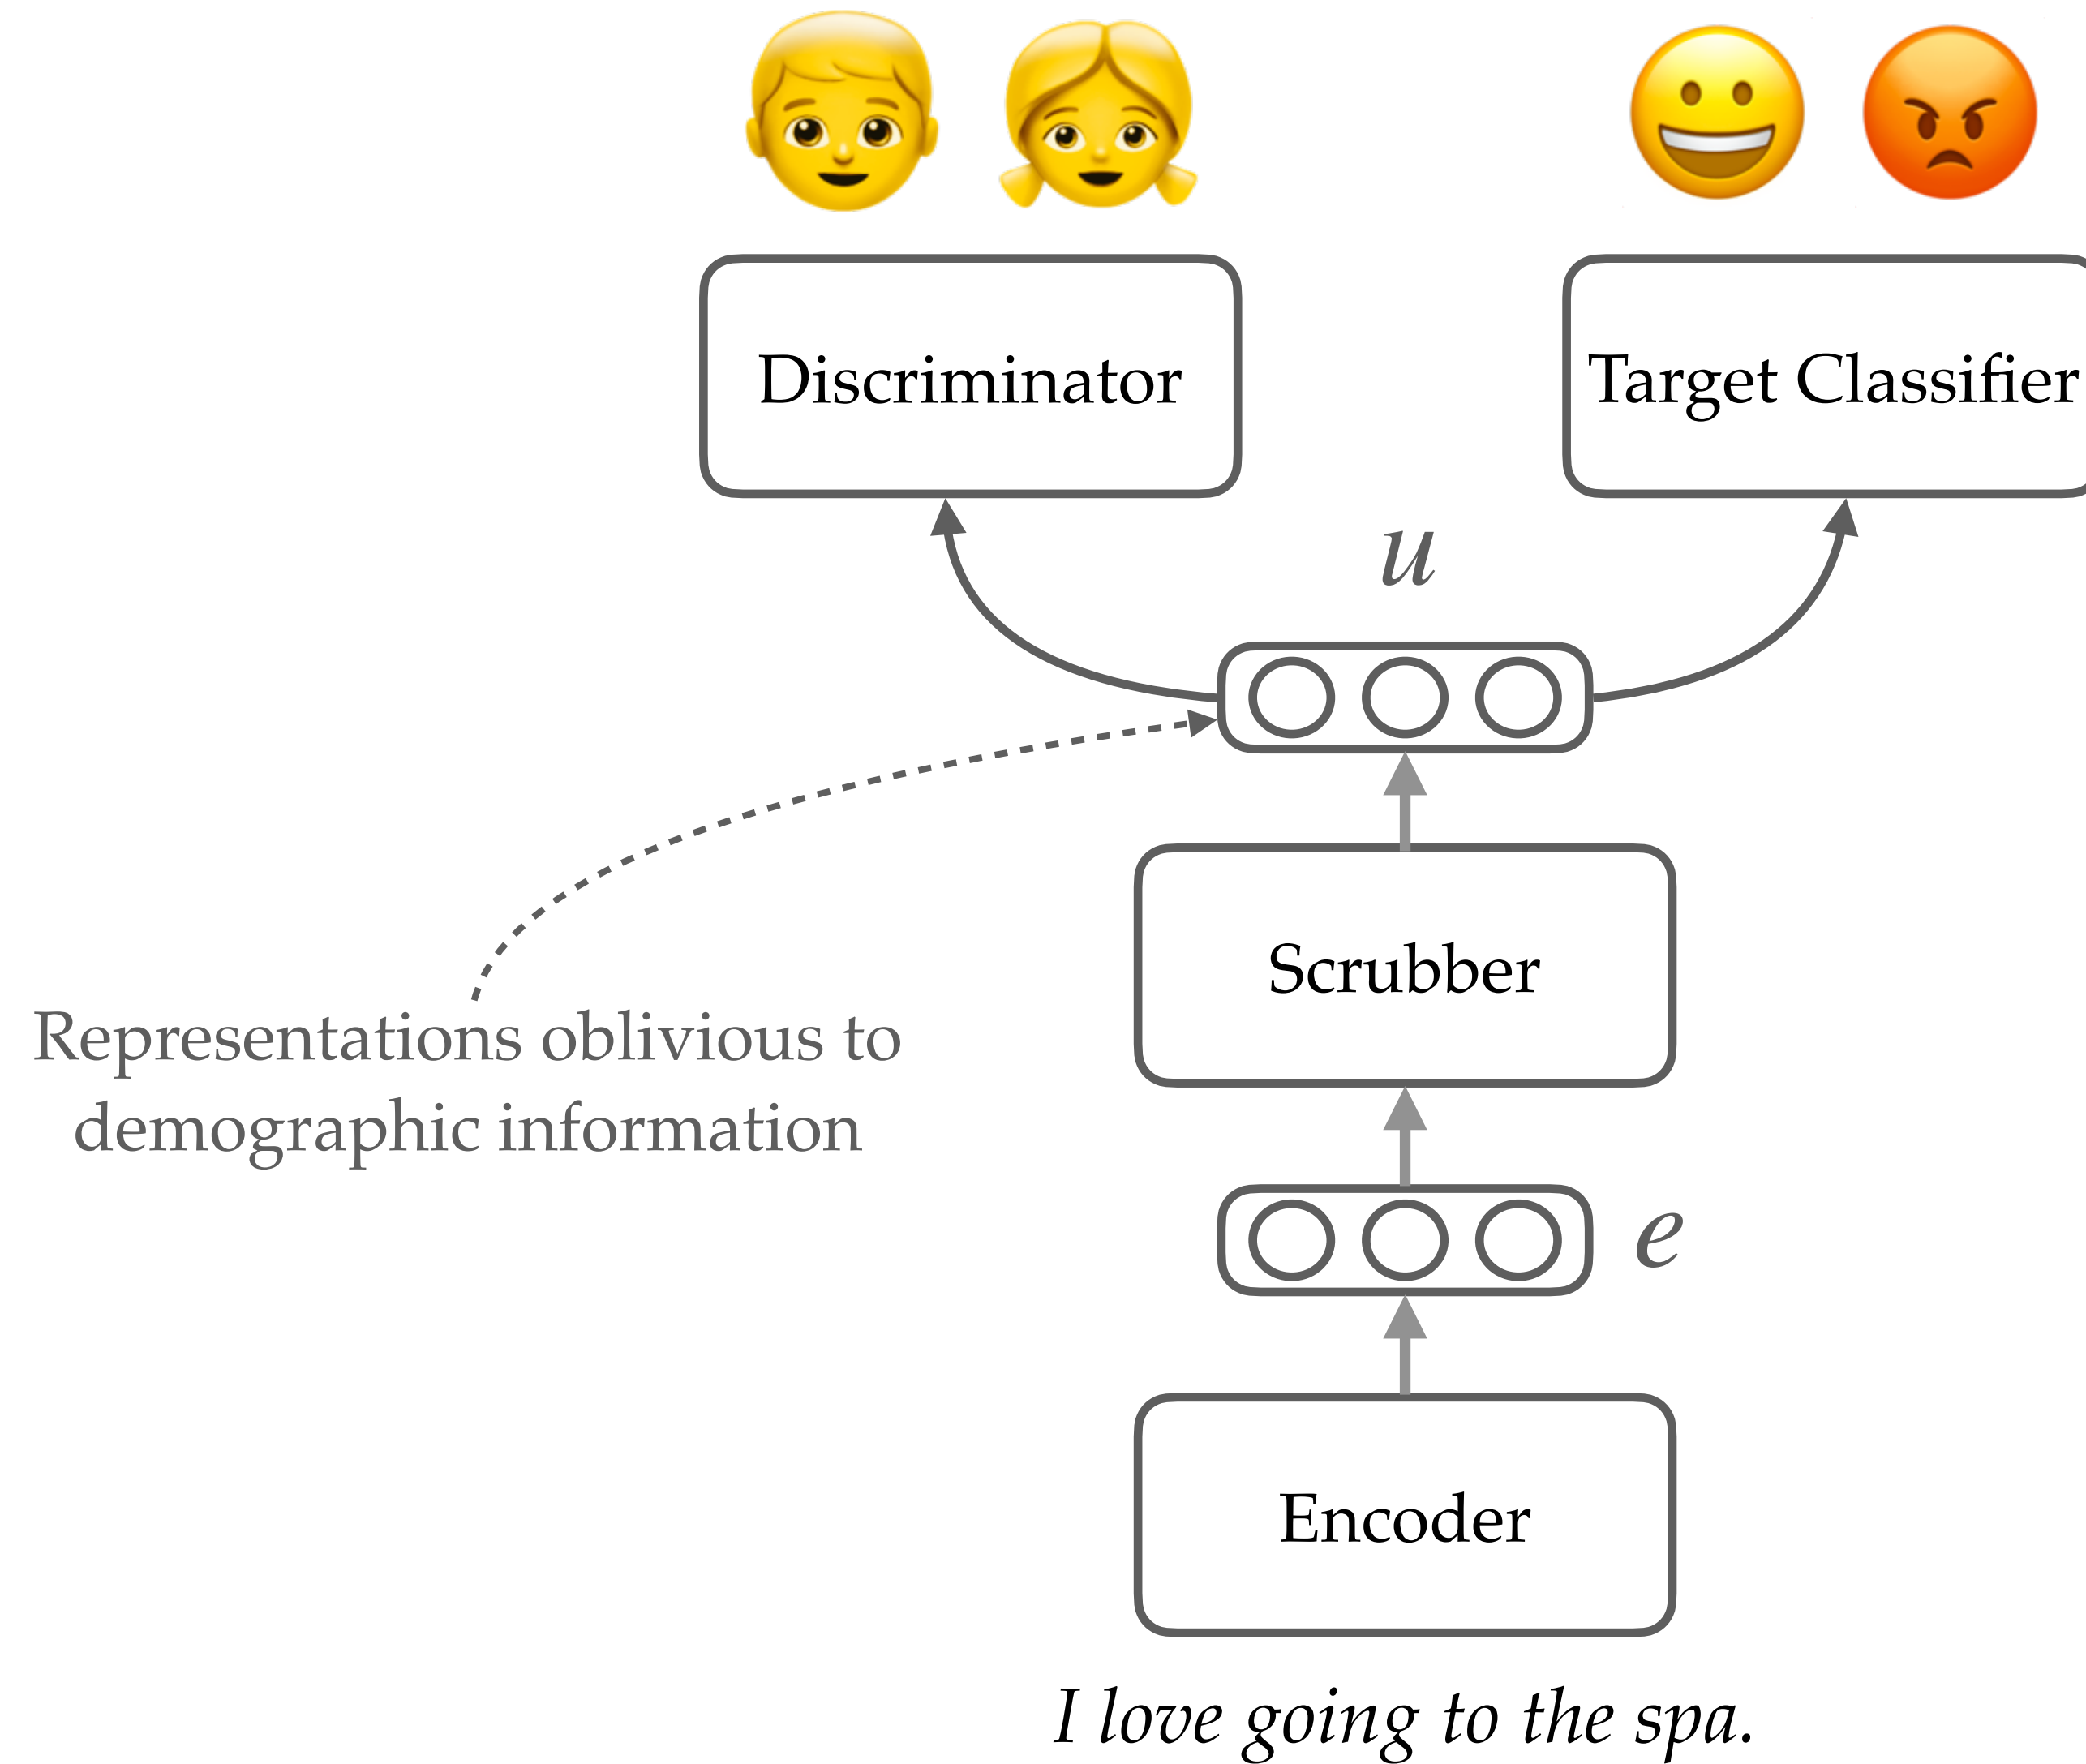 Discriminator
Target Classifier
u
Scrubber
Representations oblivious to
demographic information
e
Encoder
I love going to the spa.